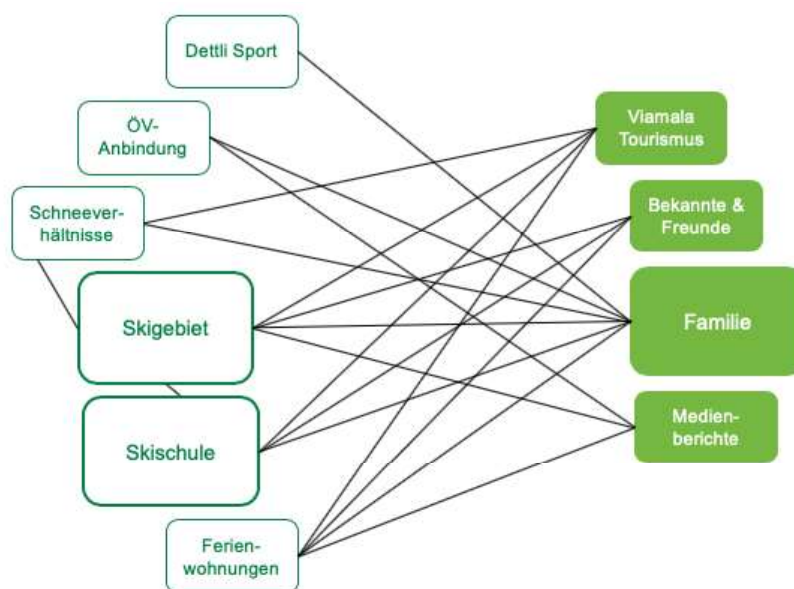 Dettli Sport
ÖV-
Anbindung
Schneever-
hältnisse
Skigebiet
Skischule
Ferien-
wohnungen
Viamala
Tourismus
Bekannte &
Freunde
Familie
Medien-
berichte